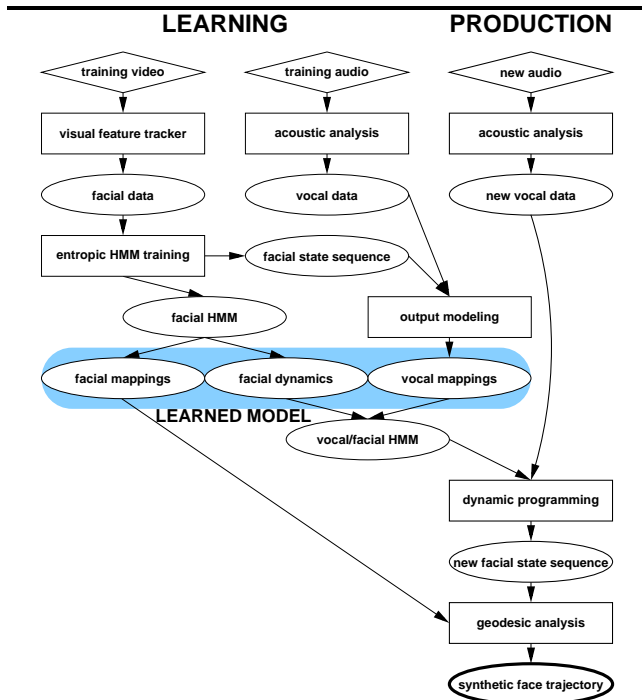 LEARNING PRODUCTION
training video training audio new audio
visual feature tracker acoustic analysis acoustic analysis
facial data vocal data new vocal data
entropic HMM training facial state sequence
facial HMM output modeling
facial mappings facial dynamics vocal mappings
LEARNED MODEL
vocal/facial HMM
dynamic programming
new facial state sequence
geodesic analysis
synthetic face trajectory